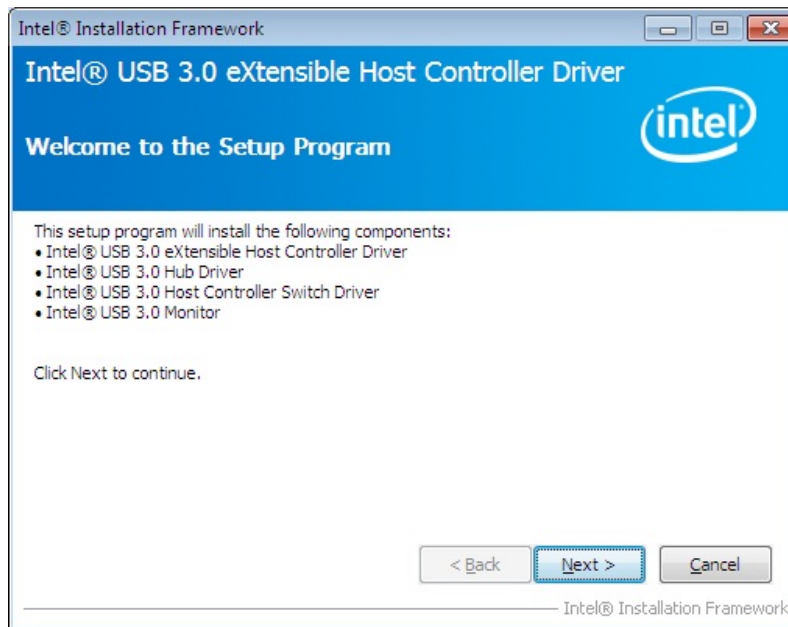 Intel® Installation Framework
Intel® USB 3.0 eXtensible Host Controller Driver
intel®
Welcome to the Setup Program
This setup program will install the following components:
• Intel® USB 3.0 eXtensible Host Controller Driver
• Intel® USB 3.0 Hub Driver
• Intel® USB 3.0 Host Controller Switch Driver
• Intel® USB 3.0 Monitor
Click Next to continue.
< Back Next > Cancel
Intel® Installation Framework